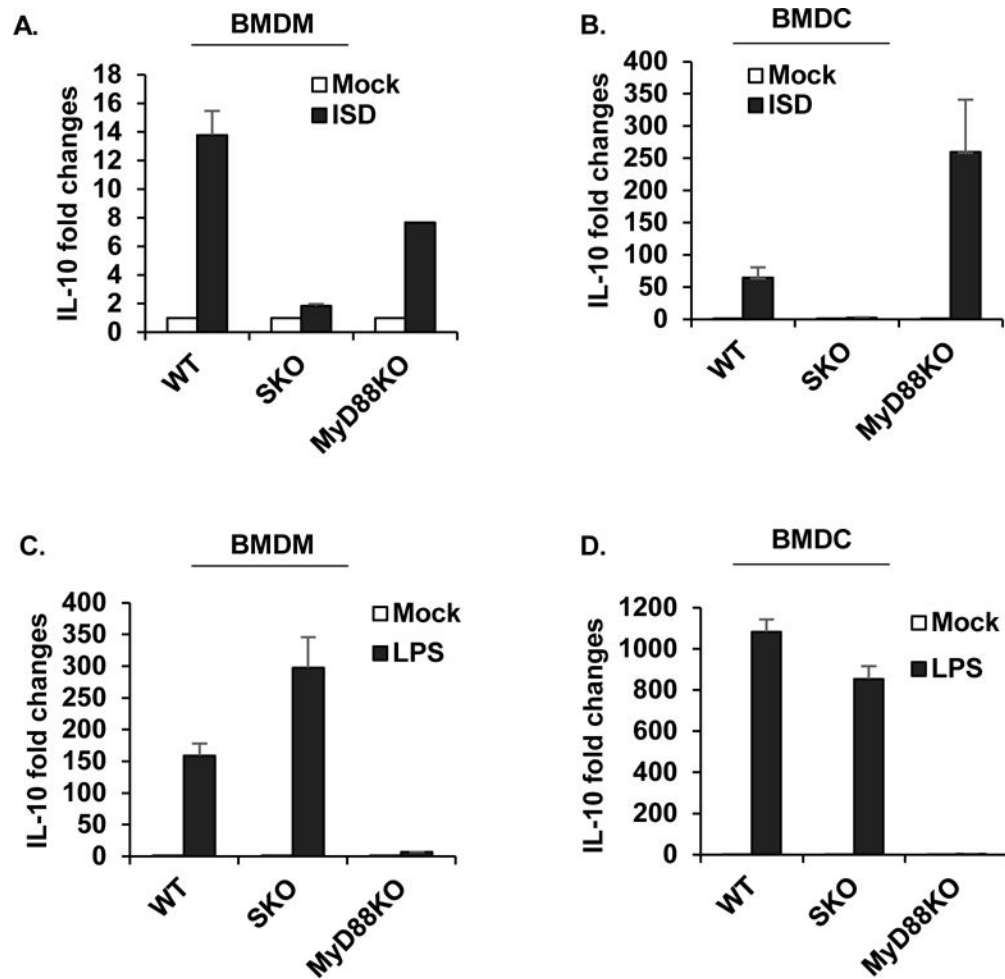 A.
BMDM
IL-10 fold changes
18
16
14
12
10
8
6
4
2
0
Mock
ISD
WT
SKO
MyD88KO
B.
BMDC
IL-10 fold changes
400
350
300
250
200
150
100
50
0
Mock
ISD
WT
SKO
MyD88KO
C.
BMDM
IL-10 fold changes
400
350
300
250
200
150
100
50
0
Mock
LPS
WT
SKO
MyD88KO
D.
BMDC
IL-10 fold changes
1200
1000
800
600
400
200
0
Mock
LPS
WT
SKO
MyD88KO